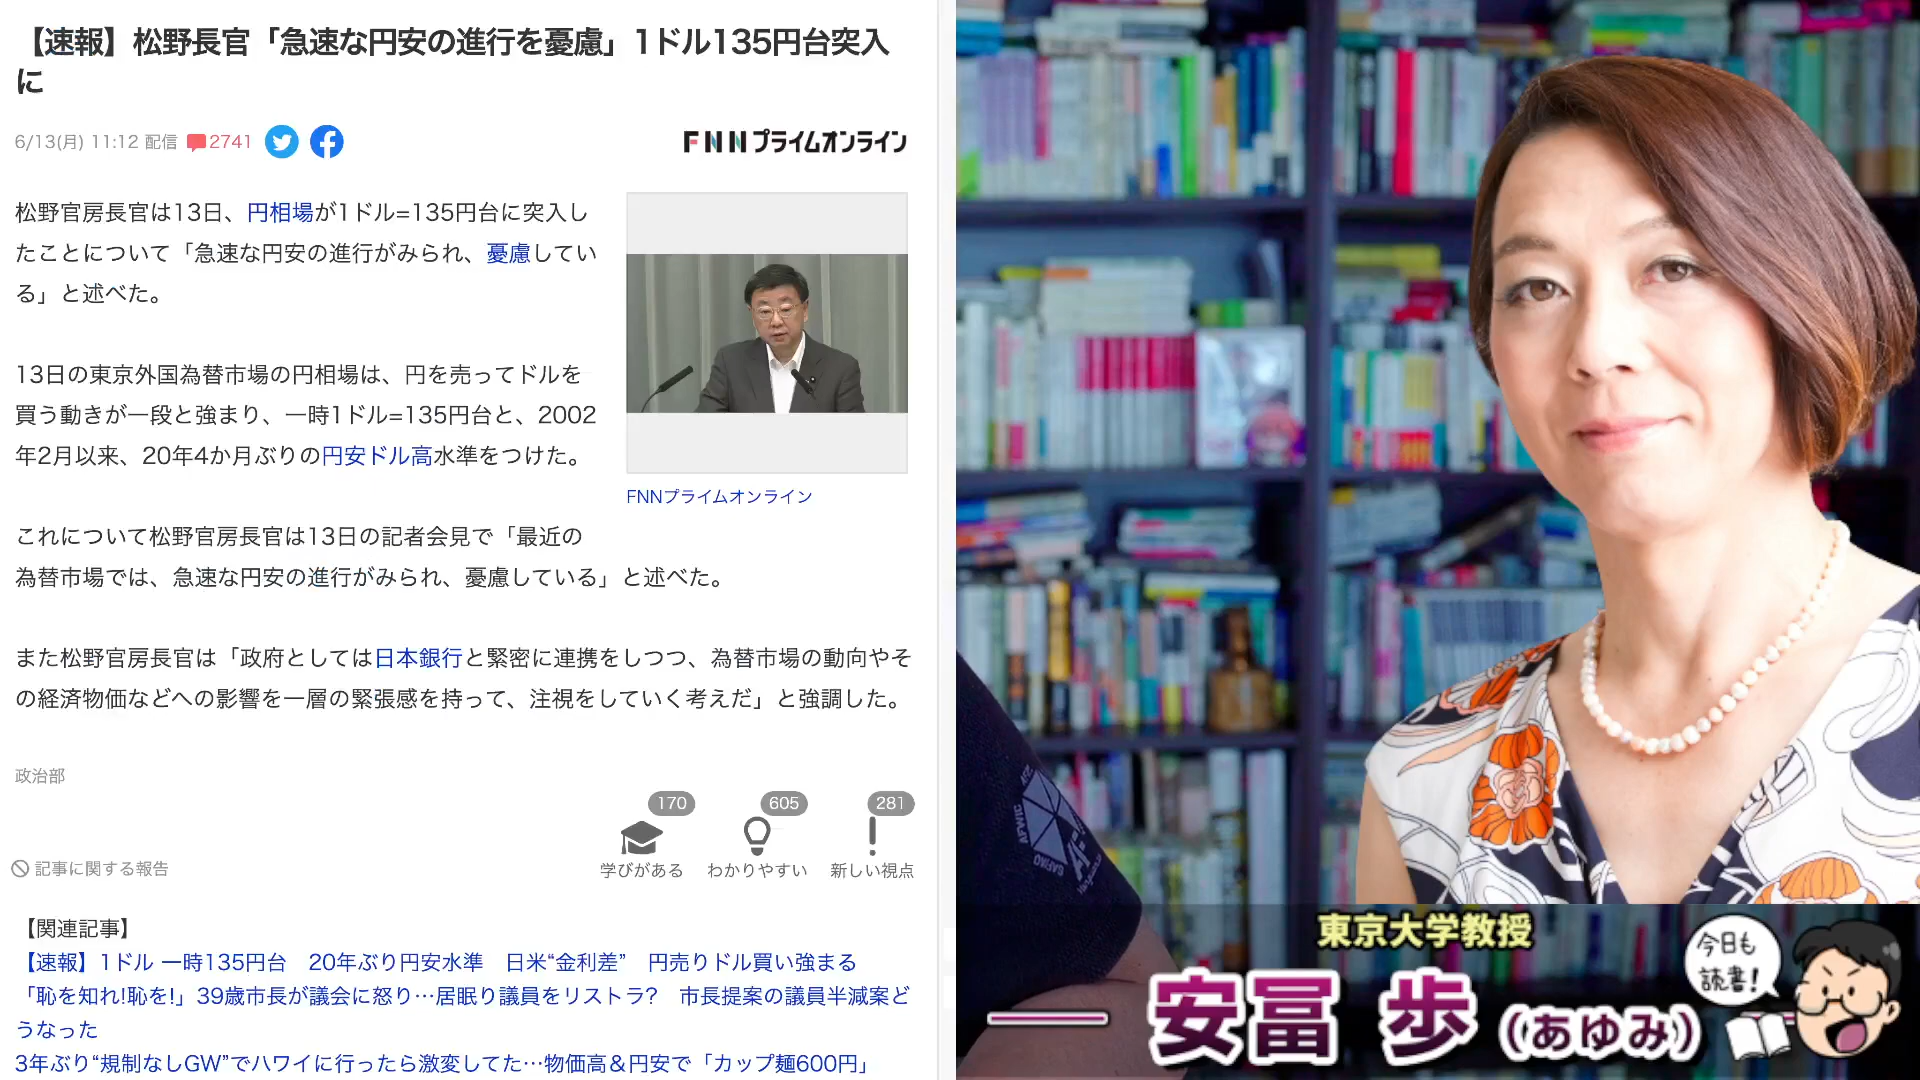 【速報】松野長官「急速な円安の進行を憂慮」1ドル135円台突入
に
6/13(月) 11:12 配信 2741
FNNプライムオンライン
松野官房長官は13日、円相場が1ドル=135円台に突入し
たことについて「急速な円安の進行がみられ、憂慮してい
る」と述べた。
13日の東京外国為替市場の円相場は、円を売ってドルを
買う動きが一段と強まり、一時1ドル=135円台と、2002
年2月以来、20年4か月ぶりの円安ドル高水準をつけた。
FNNプライムオンライン
これについて松野官房長官は13日の記者会見で「最近の
為替市場では、急速な円安の進行がみられ、憂慮している」と述べた。
また松野官房長官は「政府としては日本銀行と緊密に連携をしつつ、為替市場の動向やそ
の経済物価などへの影響を一層の緊張感を持って、注視をしていく考えだ」と強調した。
政治部
170 605 281
学びがある わかりやすい 新しい視点
記事に関する報告
【関連記事】
【速報】1ドル 一時135円台 20年ぶり円安水準 日米“金利差” 円売りドル買い強まる
「恥を知れ!恥を!」39歳市長が議会に怒り…居眠り議員をリストラ? 市長提案の議員半減案ど
うなった
3年ぶり“規制なしGW”でハワイに行ったら激変してた…物価高＆円安で「カップ麺600円」
東京大学教授
安冨 歩 (あゆみ)
今日も
読書!